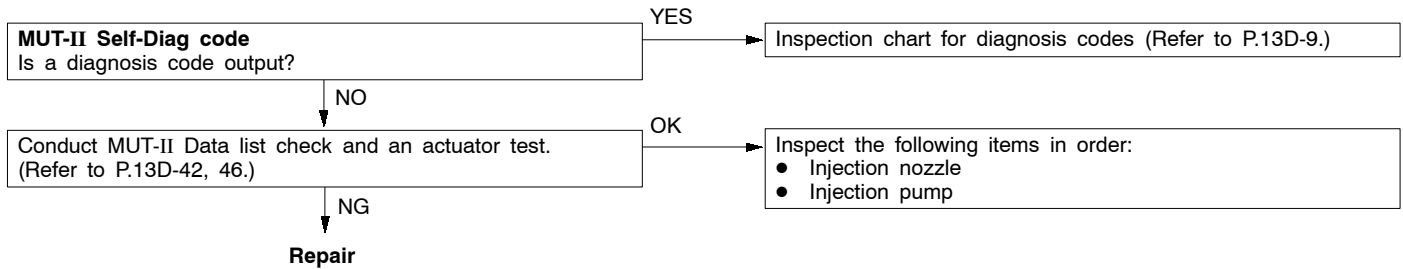 MUT-II Self-Diag code
Is a diagnosis code output?
YES
Inspection chart for diagnosis codes (Refer to P.13D-9.)
NO
Conduct MUT-II Data list check and an actuator test.
(Refer to P.13D-42, 46.)
OK
Inspect the following items in order:
● Injection nozzle
● Injection pump
NG
Repair